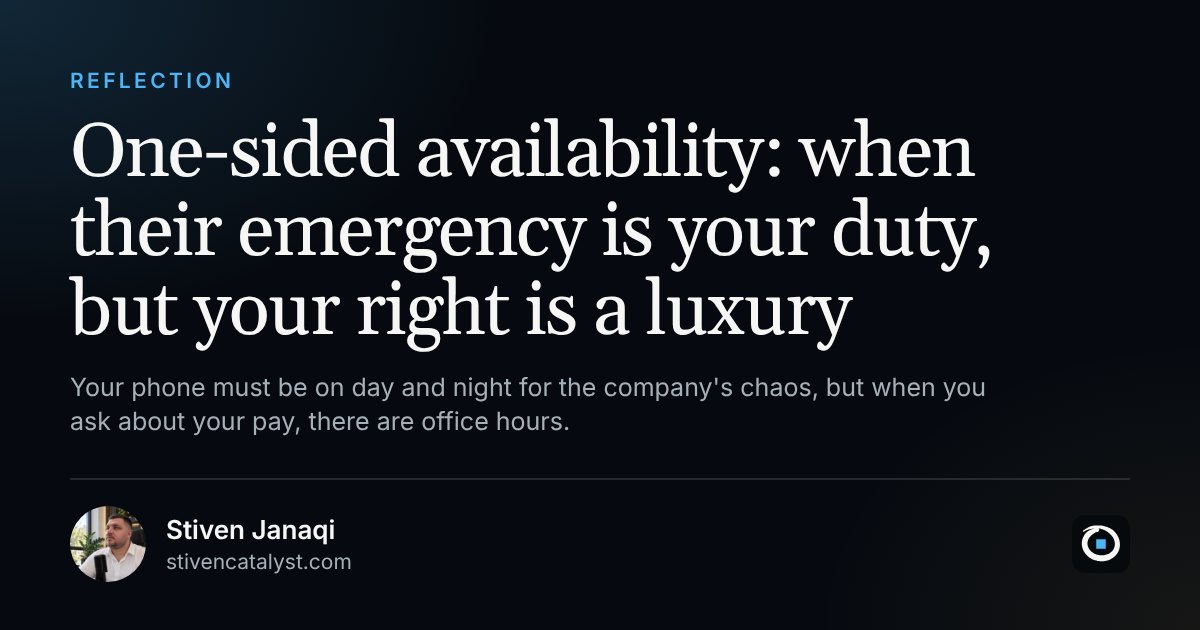 REFLECTION
One-sided availability: when
their emergency is your duty,
but your right is a luxury
Your phone must be on day and night for the company's chaos, but when you
ask about your pay, there are office hours.
Stiven Janaqi
stivencatalyst.com